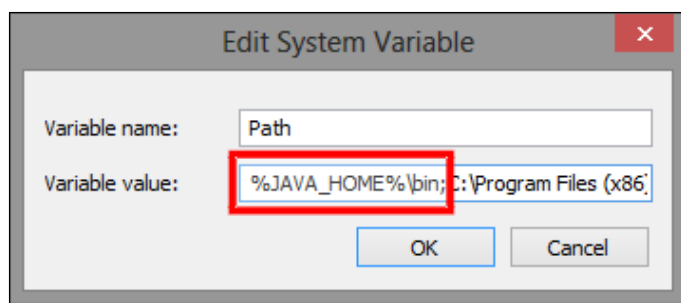 Edit System Variable
Variable name: Path
Variable value: %JAVA_HOME%\bin;C:\Program Files (x86)
OK Cancel